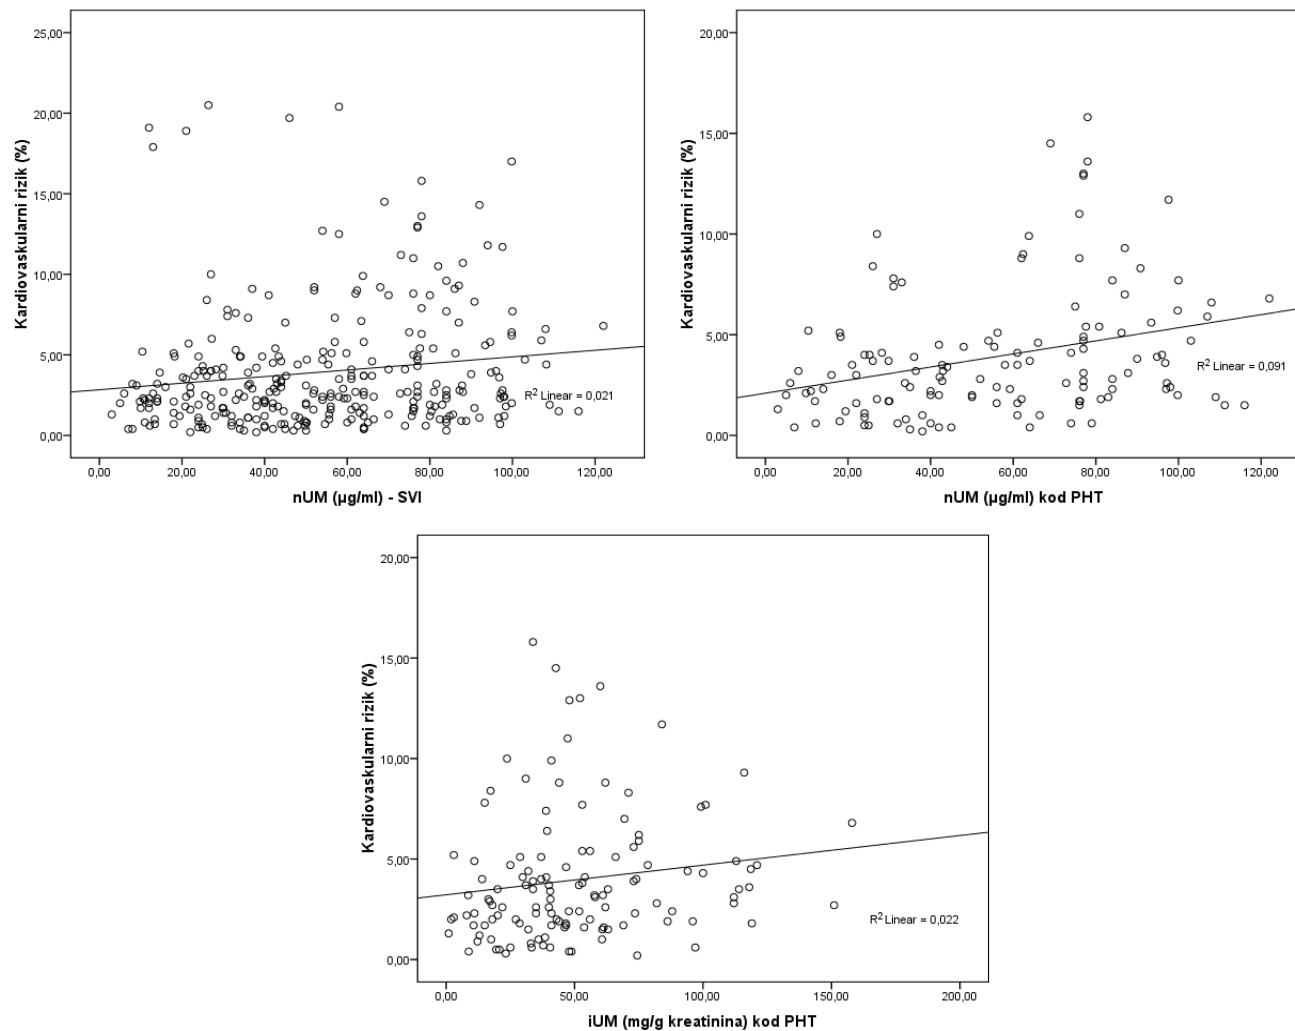 25,00
20,00
15,00
10,00
5,00
0,00
Kardiovaskularni rizik (%)
R² Linear = 0,021
0,00 20,00 40,00 60,00 80,00 100,00 120,00
nUM (µg/ml) - SVI
20,00
15,00
10,00
5,00
0,00
Kardiovaskularni rizik (%)
R² Linear = 0,091
0,00 20,00 40,00 60,00 80,00 100,00 120,00
nUM (µg/ml) kod PHT
20,00
15,00
10,00
5,00
0,00
Kardiovaskularni rizik (%)
R² Linear = 0,022
0,00 50,00 100,00 150,00 200,00
iUM (mg/g kreatinina) kod PHT